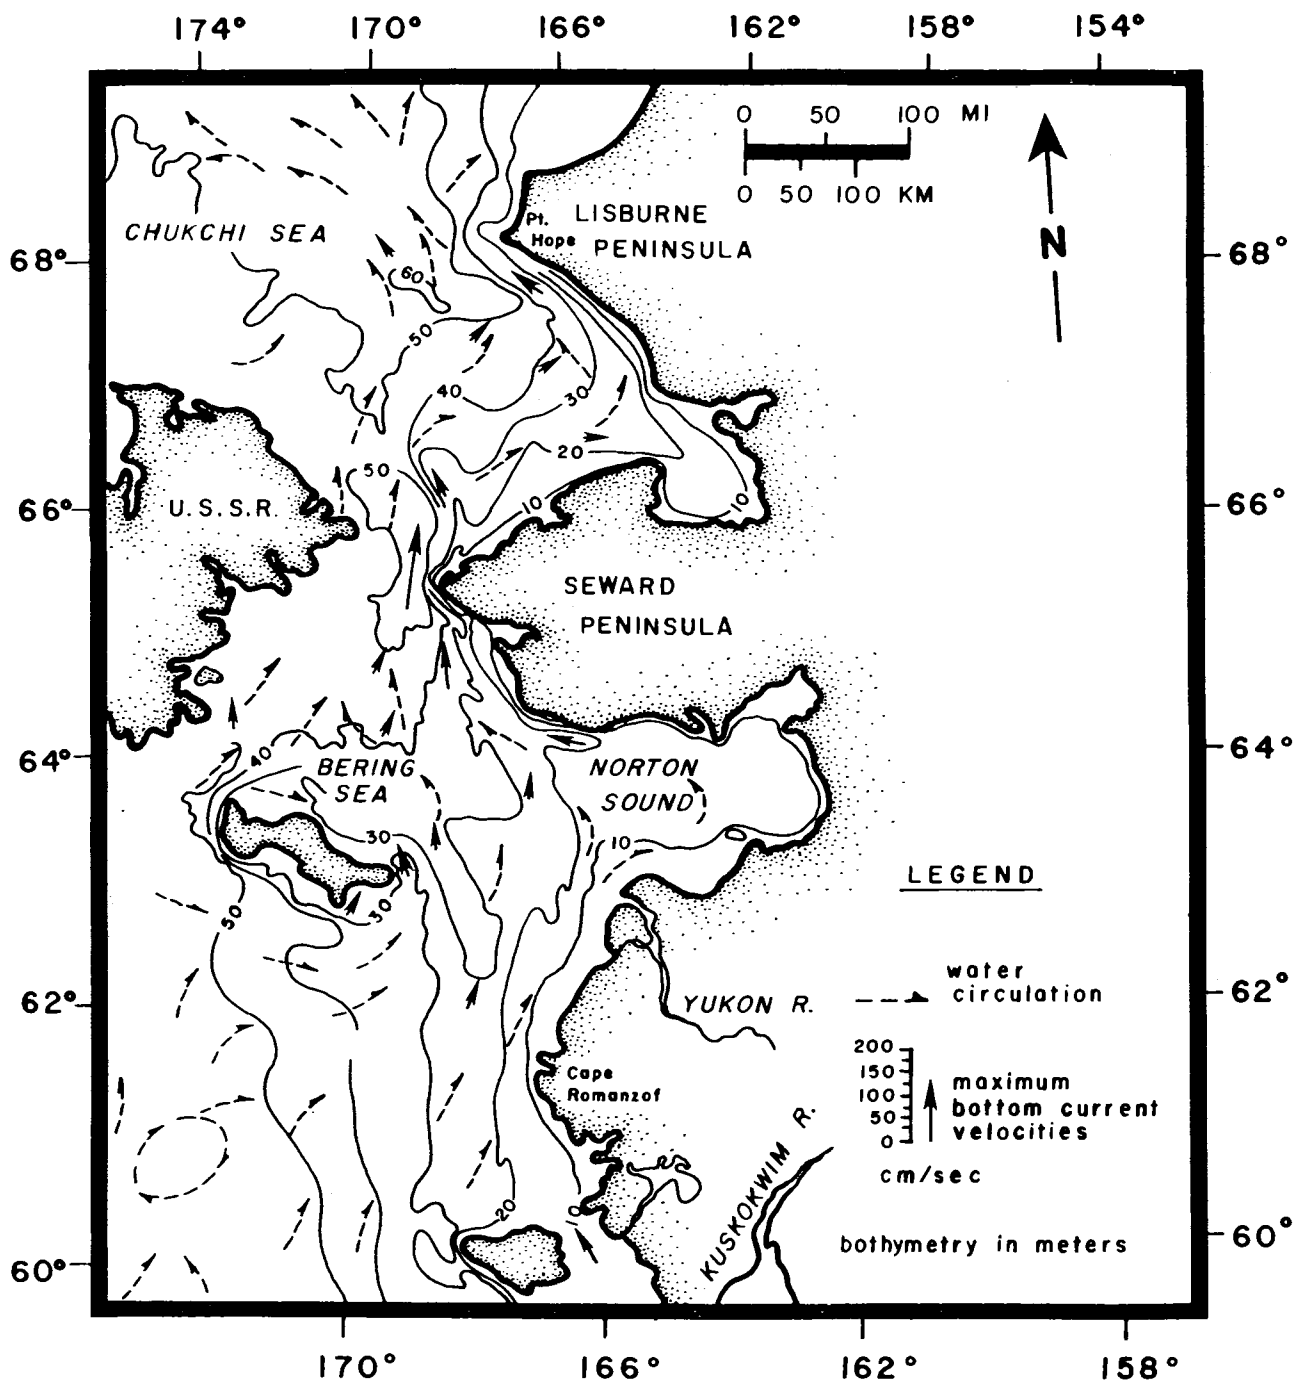 174° 170° 166° 162° 158° 154°
0 50 100 MI
0 50 100 KM
N
Pt. LISBURNE
Hope PENINSULA
CHUKCHI SEA
68° 68°
60
50
40
30
20
50
10
10
66° 66°
U.S.S.R.
SEWARD
PENINSULA
64° 64°
40
BERING
SEA
NORTON
SOUND
30
10
LEGEND
50
30
water
circulation
62° 62°
YUKON R.
200
150
100
50
0
maximum
bottom current
velocities
cm/sec
Cape
Romanzof
KUSKOKWIM R.
20
10
bothymetry in meters
60° 60°
170° 166° 162° 158°